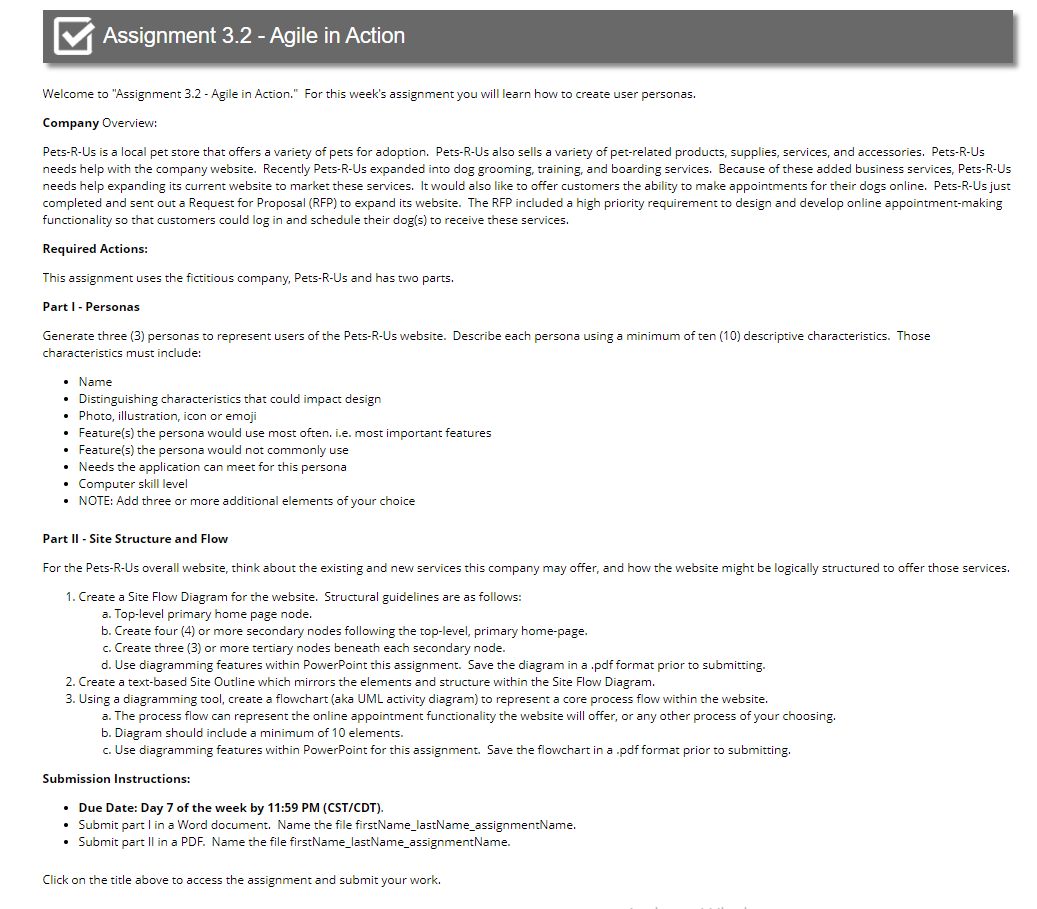 Assignment 3.2 - Agile in Action
Welcome to "Assignment 3.2 - Agile in Action."  For this week's assignment you will learn how to create user personas.
Company Overview:
Pets-R-Us is a local pet store that offers a variety of pets for adoption.  Pets-R-Us also sells a variety of pet-related products, supplies, services, and accessories.  Pets-R-Us
needs help with the company website.  Recently Pets-R-Us expanded into dog grooming, training, and boarding services.  Because of these added business services, Pets-R-Us
needs help expanding its current website to market these services.  It would also like to offer customers the ability to make appointments for their dogs online.  Pets-R-Us just
completed and sent out a Request for Proposal (RFP) to expand its website.  The RFP included a high priority requirement to design and develop online appointment-making
functionality so that customers could log in and schedule their dog(s) to receive these services.
Required Actions:
This assignment uses the fictitious company, Pets-R-Us and has two parts.
Part I - Personas
Generate three (3) personas to represent users of the Pets-R-Us website.  Describe each persona using a minimum of ten (10) descriptive characteristics.  Those
characteristics must include:
• Name
• Distinguishing characteristics that could impact design
• Photo, illustration, icon or emoji
• Feature(s) the persona would use most often. i.e. most important features
• Feature(s) the persona would not commonly use
• Needs the application can meet for this persona
• Computer skill level
• NOTE: Add three or more additional elements of your choice
Part II - Site Structure and Flow
For the Pets-R-Us overall website, think about the existing and new services this company may offer, and how the website might be logically structured to offer those services.
1. Create a Site Flow Diagram for the website.  Structural guidelines are as follows:
a. Top-level primary home page node.
b. Create four (4) or more secondary nodes following the top-level, primary home-page.
c. Create three (3) or more tertiary nodes beneath each secondary node.
d. Use diagramming features within PowerPoint this assignment.  Save the diagram in a .pdf format prior to submitting.
2. Create a text-based Site Outline which mirrors the elements and structure within the Site Flow Diagram.
3. Using a diagramming tool, create a flowchart (aka UML activity diagram) to represent a core process flow within the website.
a. The process flow can represent the online appointment functionality the website will offer, or any other process of your choosing.
b. Diagram should include a minimum of 10 elements.
c. Use diagramming features within PowerPoint for this assignment.  Save the flowchart in a .pdf format prior to submitting.
Submission Instructions:
• Due Date: Day 7 of the week by 11:59 PM (CST/CDT).
• Submit part I in a Word document.  Name the file firstName_lastName_assignmentName.
• Submit part II in a PDF.  Name the file firstName_lastName_assignmentName.
Click on the title above to access the assignment and submit your work.